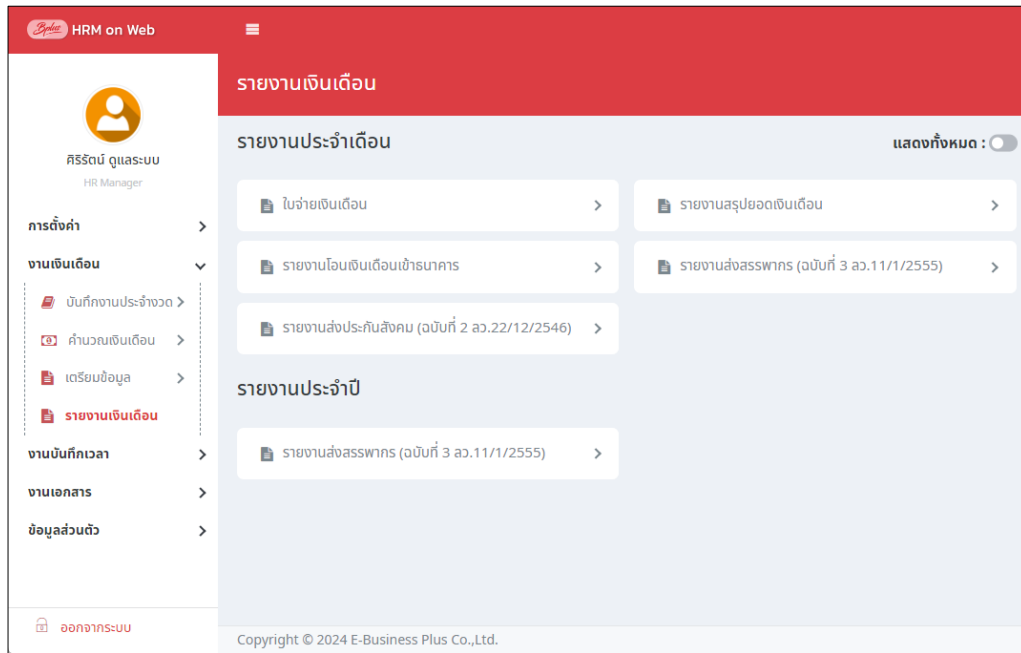 Bplus HRM on Web
ศิริรัตน์ ดูแลระบบ
HR Manager
การตั้งค่า
งานเงินเดือน
บันทึกงานประจำงวด
คำนวณเงินเดือน
เตรียมข้อมูล
รายงานเงินเดือน
งานบันทึกเวลา
งานเอกสาร
ข้อมูลส่วนตัว
ออกจากระบบ
รายงานเงินเดือน
รายงานประจำเดือน
แสดงทั้งหมด :
ใบจ่ายเงินเดือน
รายงานสรุปยอดเงินเดือน
รายงานโอนเงินเดือนเข้าธนาคาร
รายงานส่งสรรพากร (ฉบับที่ 3 ลว.11/1/2555)
รายงานส่งประกันสังคม (ฉบับที่ 2 ลว.22/12/2546)
รายงานประจำปี
รายงานส่งสรรพากร (ฉบับที่ 3 ลว.11/1/2555)
Copyright © 2024 E-Business Plus Co.,Ltd.